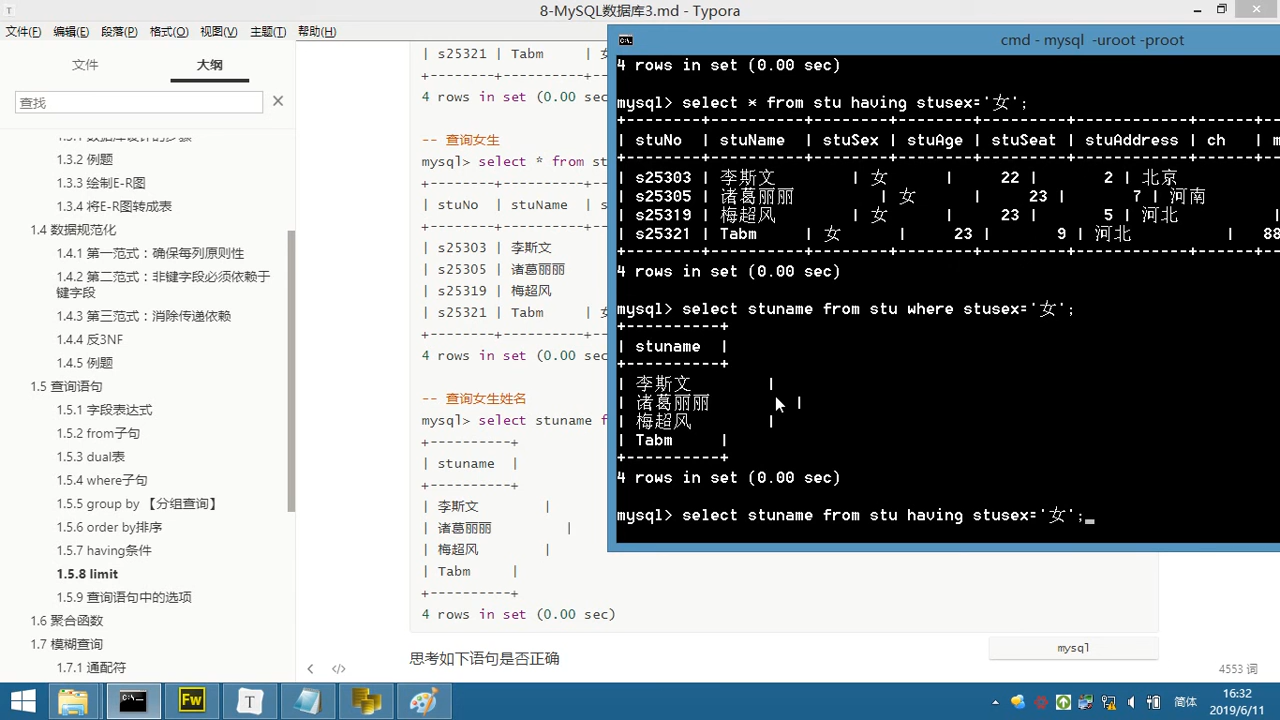 8-MySQL数据库3.md - Typora
文件(F) 编辑(E) 段落(P) 格式(O) 视图(V) 主题(T) 帮助(H)
文件 大纲
查找
1.3.1 数据库设计的步骤
1.3.2 例题
1.3.3 绘制E-R图
1.3.4 将E-R图转成表
1.4 数据规范化
1.4.1 第一范式：确保每列原则性
1.4.2 第二范式：非键字段必须依赖于
键字段
1.4.3 第三范式：消除传递依赖
1.4.4 反3NF
1.4.5 例题
1.5 查询语句
1.5.1 字段表达式
1.5.2 from子句
1.5.3 dual表
1.5.4 where子句
1.5.5 group by 【分组查询】
1.5.6 order by排序
1.5.7 having条件
1.5.8 limit
1.5.9 查询语句中的选项
1.6 聚合函数
1.7 模糊查询
1.7.1 通配符
| s25321 | Tabm | 女
+--------+----------+--
4 rows in set (0.00 sec
-- 查询女生
mysql> select * from st
+--------+----------+--
| stuNo | stuName | s
+--------+----------+--
| s25303 | 李斯文
| s25305 | 诸葛丽丽
| s25319 | 梅超风
| s25321 | Tabm | 女
+--------+----------+--
4 rows in set (0.00 sec
-- 查询女生姓名
mysql> select stuname f
+----------+
| stuname |
+----------+
| 李斯文 |
| 诸葛丽丽 |
| 梅超风 |
| Tabm |
+----------+
4 rows in set (0.00 sec)
mysql
思考如下语句是否正确
4553 词
cmd - mysql -uroot -proot
4 rows in set (0.00 sec)
mysql> select * from stu having stusex='女';
+--------+----------+--------+--------+---------+------------+------+---
| stuNo | stuName | stuSex | stuAge | stuSeat | stuAddress | ch | m
+--------+----------+--------+--------+---------+------------+------+---
| s25303 | 李斯文 | 女 | 22 | 2 | 北京
| s25305 | 诸葛丽丽 | 女 | 23 | 7 | 河南
| s25319 | 梅超风 | 女 | 23 | 5 | 河北
| s25321 | Tabm | 女 | 23 | 9 | 河北 | 88
+--------+----------+--------+--------+---------+------------+------+---
4 rows in set (0.00 sec)
mysql> select stuname from stu where stusex='女';
+----------+
| stuname |
+----------+
| 李斯文 |
| 诸葛丽丽 |
| 梅超风 |
| Tabm |
+----------+
4 rows in set (0.00 sec)
mysql> select stuname from stu having stusex='女';
简体
16:32
2019/6/11